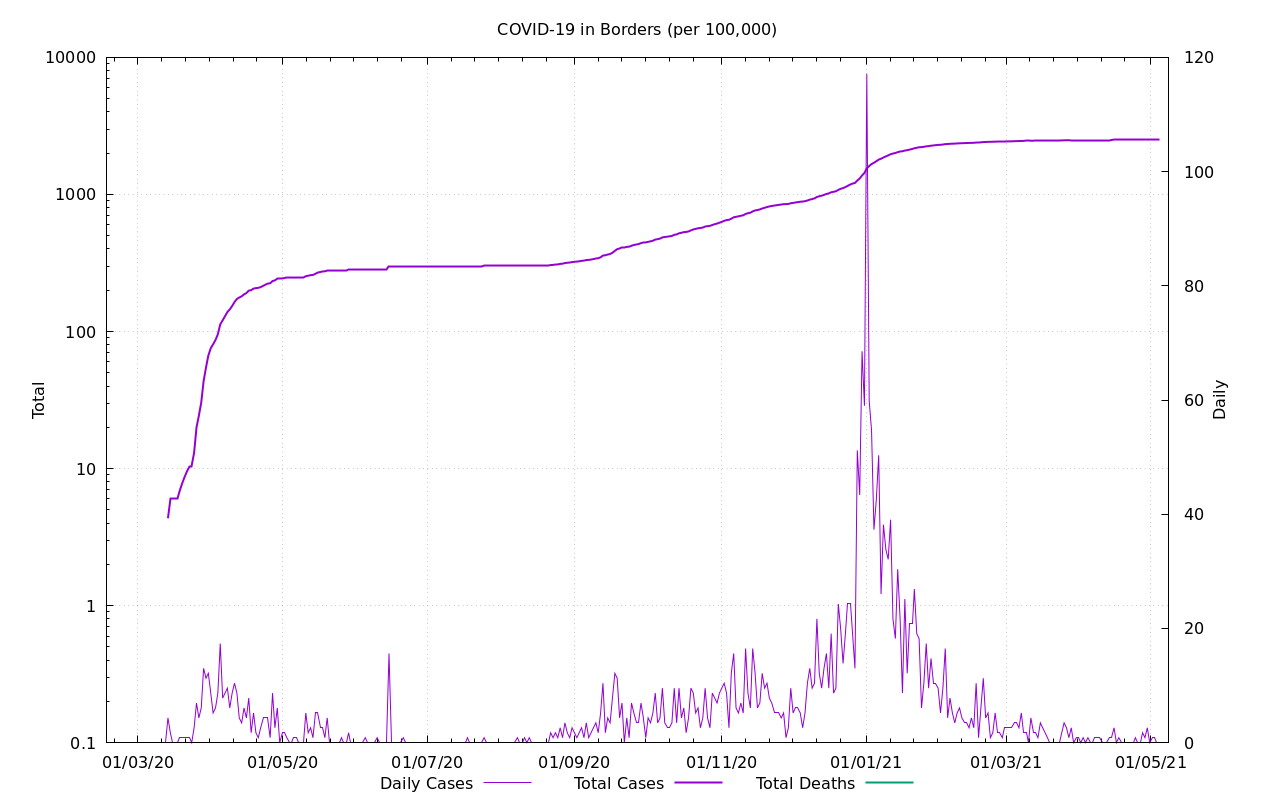 COVID-19 in Borders (per 100,000)
10000
1000
100
10
1
0.1
Total
120
100
80
60
40
20
0
Daily
01/03/20 01/05/20 01/07/20 01/09/20 01/11/20 01/01/21 01/03/21 01/05/21
Daily Cases Total Cases Total Deaths